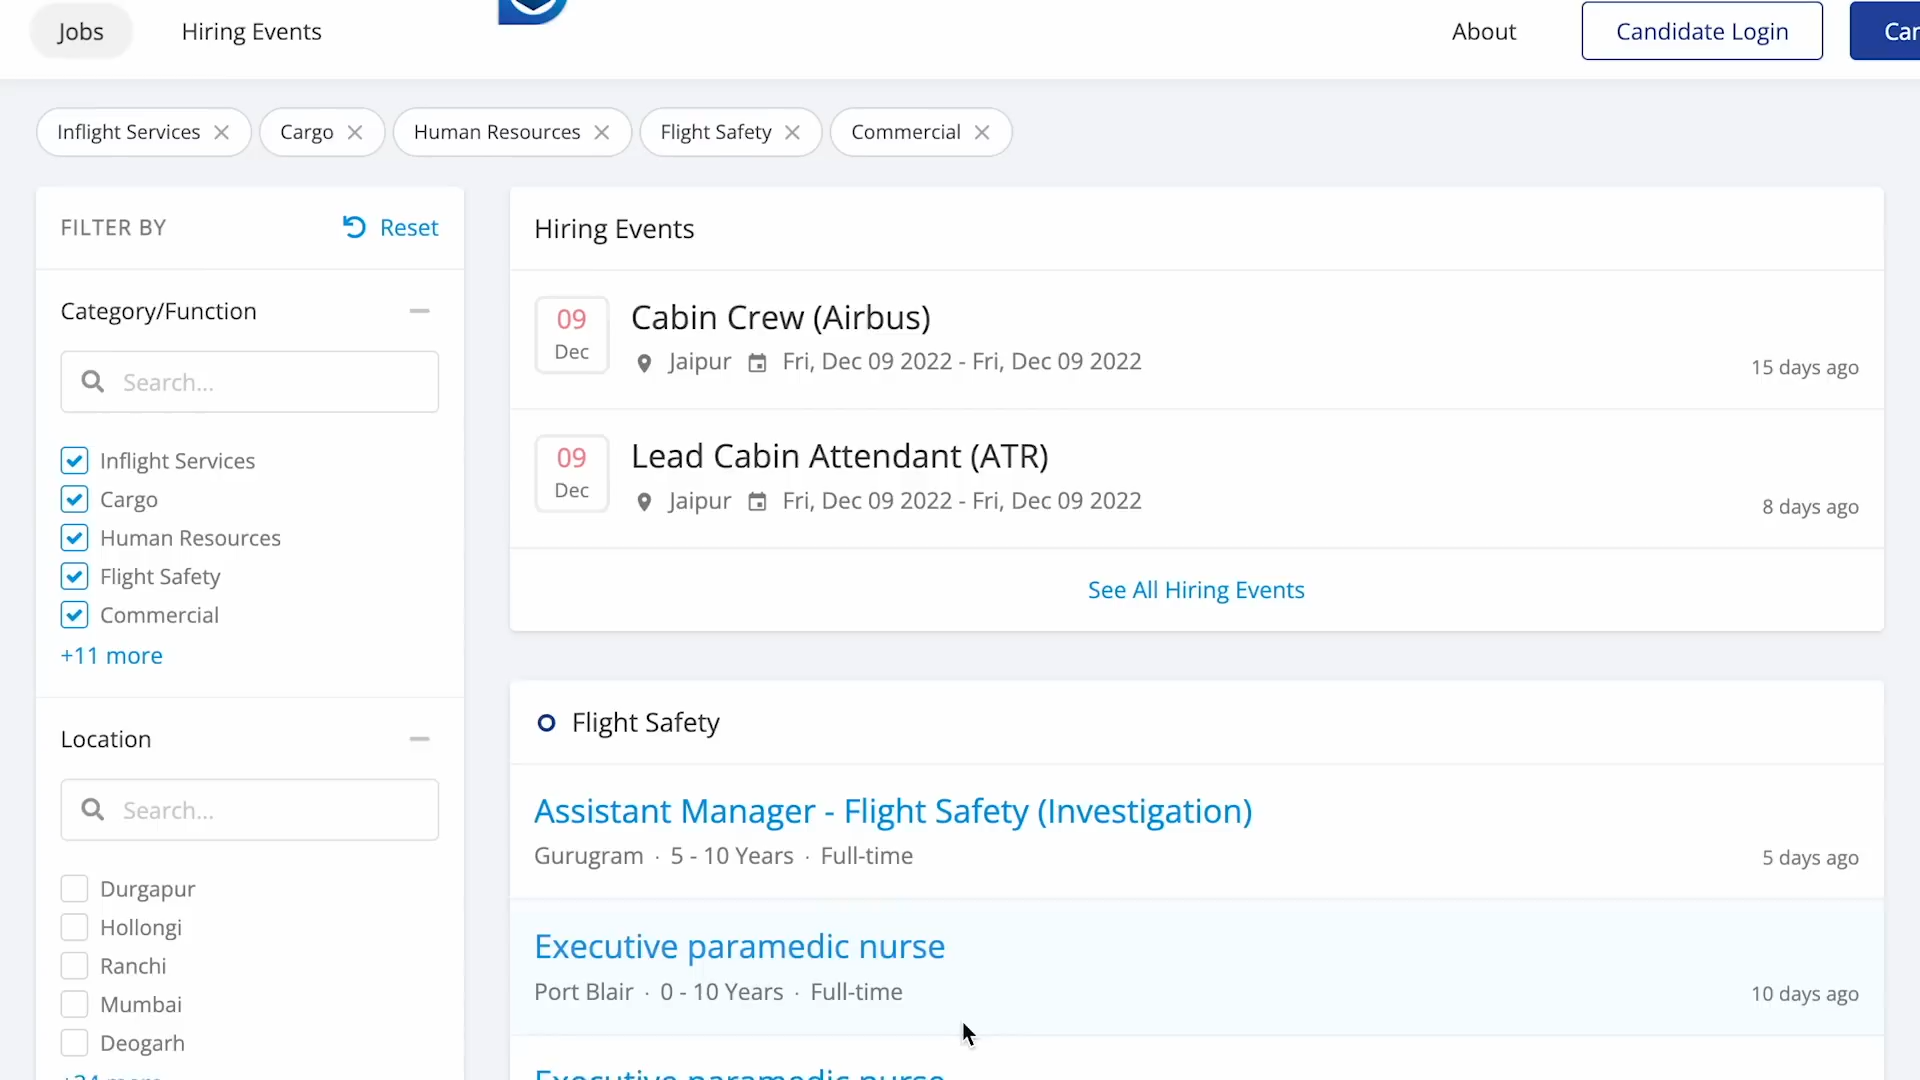 Jobs
Hiring Events
About
Candidate Login
Inflight Services
Cargo
Human Resources
Flight Safety
Commercial
FILTER BY
Reset
Category/Function
Search...
Inflight Services
Cargo
Human Resources
Flight Safety
Commercial
+11 more
Location
Search...
Durgapur
Hollongi
Ranchi
Mumbai
Deogarh
Hiring Events
09
Dec
Cabin Crew (Airbus)
Jaipur Fri, Dec 09 2022 - Fri, Dec 09 2022
15 days ago
09
Dec
Lead Cabin Attendant (ATR)
Jaipur Fri, Dec 09 2022 - Fri, Dec 09 2022
8 days ago
See All Hiring Events
Flight Safety
Assistant Manager - Flight Safety (Investigation)
Gurugram · 5 - 10 Years · Full-time
5 days ago
Executive paramedic nurse
Port Blair · 0 - 10 Years · Full-time
10 days ago
Executive paramedic nurse